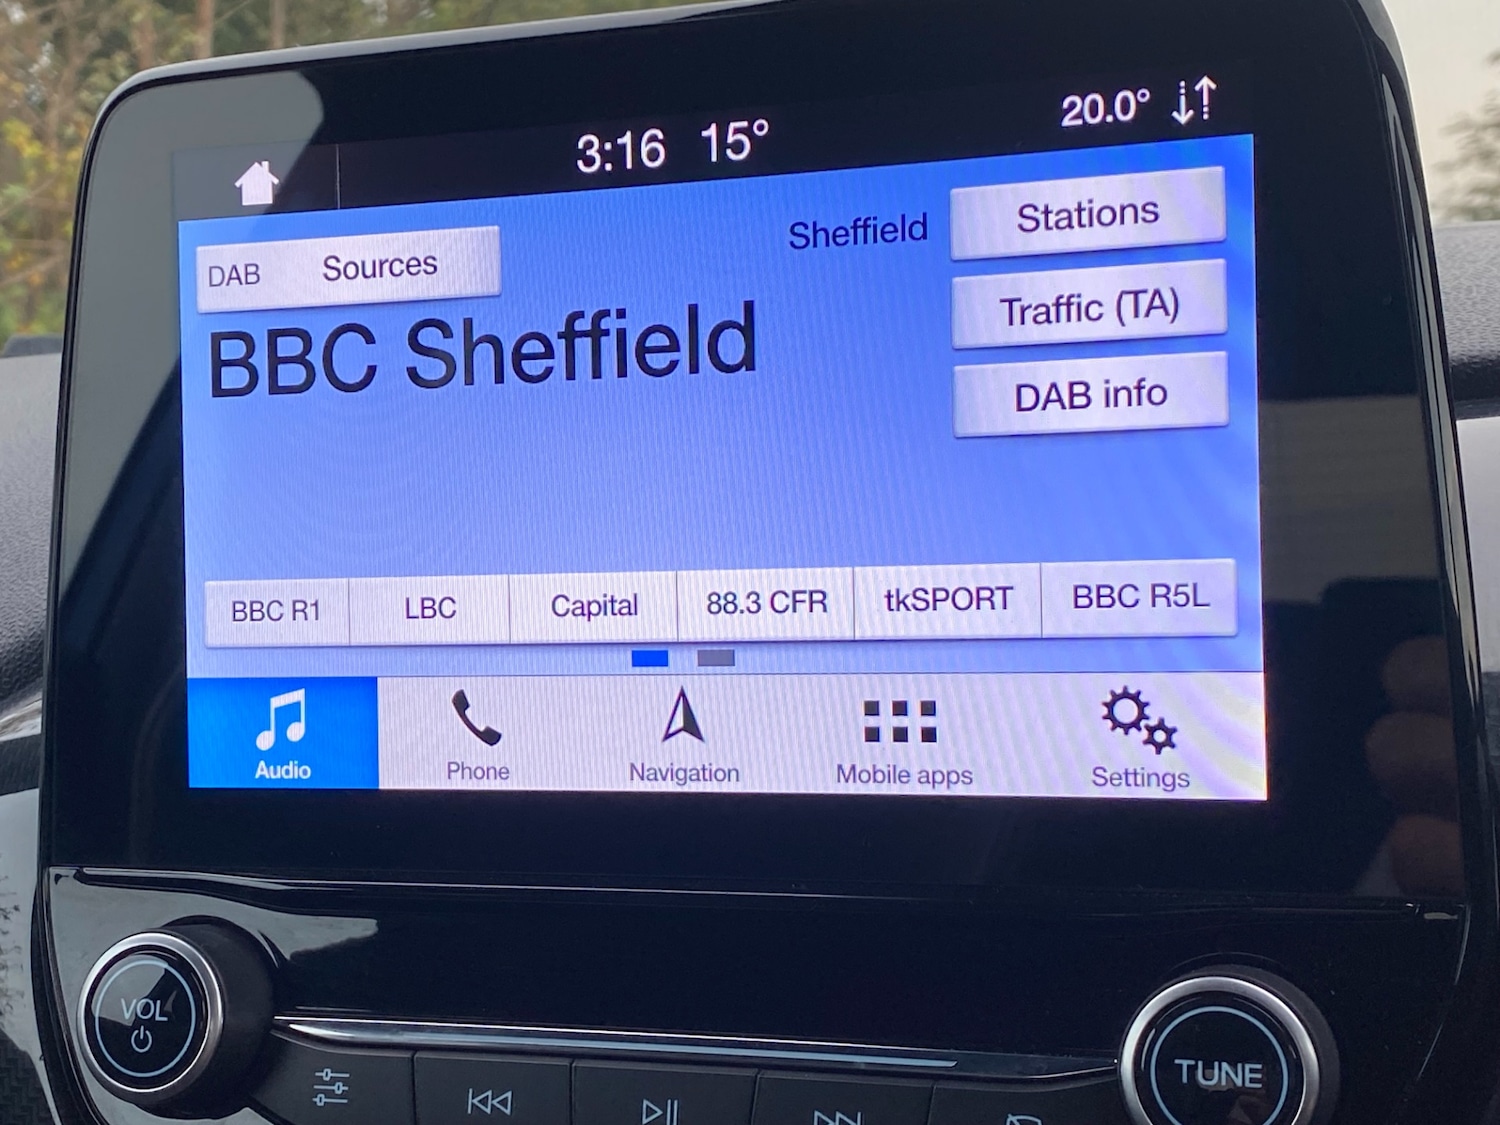 3:16 15° 20.0°
DAB Sources Sheffield Stations
BBC Sheffield
Traffic (TA)
DAB info
BBC R1 LBC Capital 88.3 CFR tkSPORT BBC R5L
Audio Phone Navigation Mobile apps Settings
VOL
TUNE